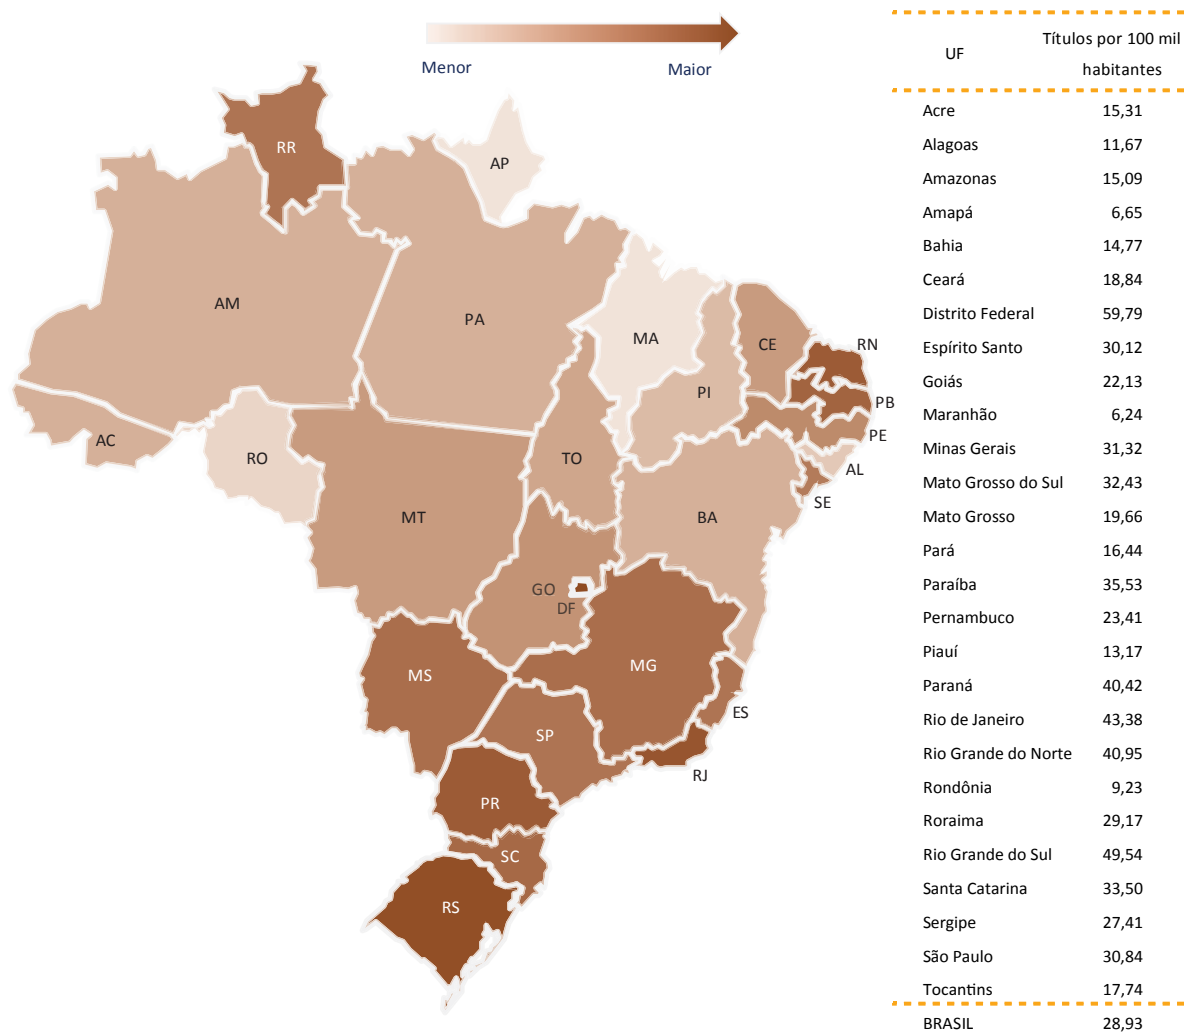 Menor Maior
RR
AP
AM
PA
MA
CE
RN
PI
PB
PE
AC
RO
TO
AL
SE
MT
BA
GO
DF
MS
MG
ES
SP
RJ
PR
SC
RS
UF Títulos por 100 mil habitantes
Acre 15,31
Alagoas 11,67
Amazonas 15,09
Amapá 6,65
Bahia 14,77
Ceará 18,84
Distrito Federal 59,79
Espírito Santo 30,12
Goiás 22,13
Maranhão 6,24
Minas Gerais 31,32
Mato Grosso do Sul 32,43
Mato Grosso 19,66
Pará 16,44
Paraíba 35,53
Pernambuco 23,41
Piauí 13,17
Paraná 40,42
Rio de Janeiro 43,38
Rio Grande do Norte 40,95
Rondônia 9,23
Roraima 29,17
Rio Grande do Sul 49,54
Santa Catarina 33,50
Sergipe 27,41
São Paulo 30,84
Tocantins 17,74
BRASIL 28,93